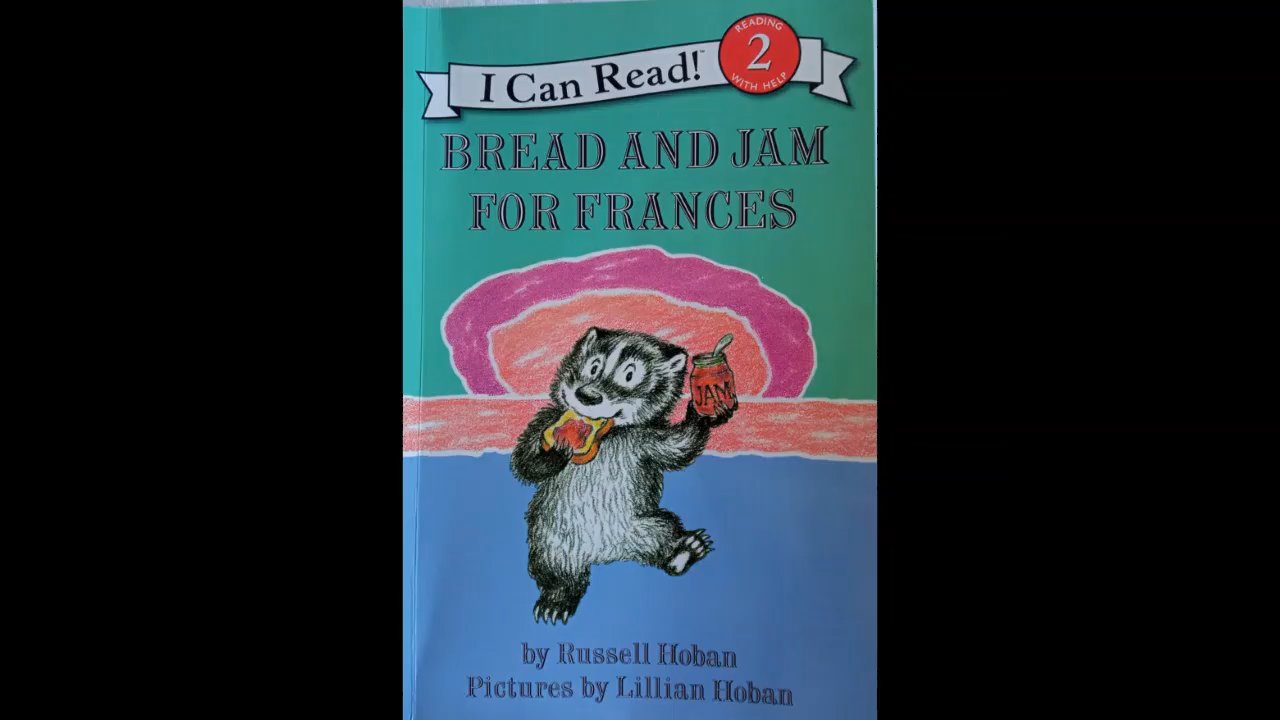 READING
2
WITH HELP
I Can Read!™
BREAD AND JAM
FOR FRANCES
JAM
by Russell Hoban
Pictures by Lillian Hoban